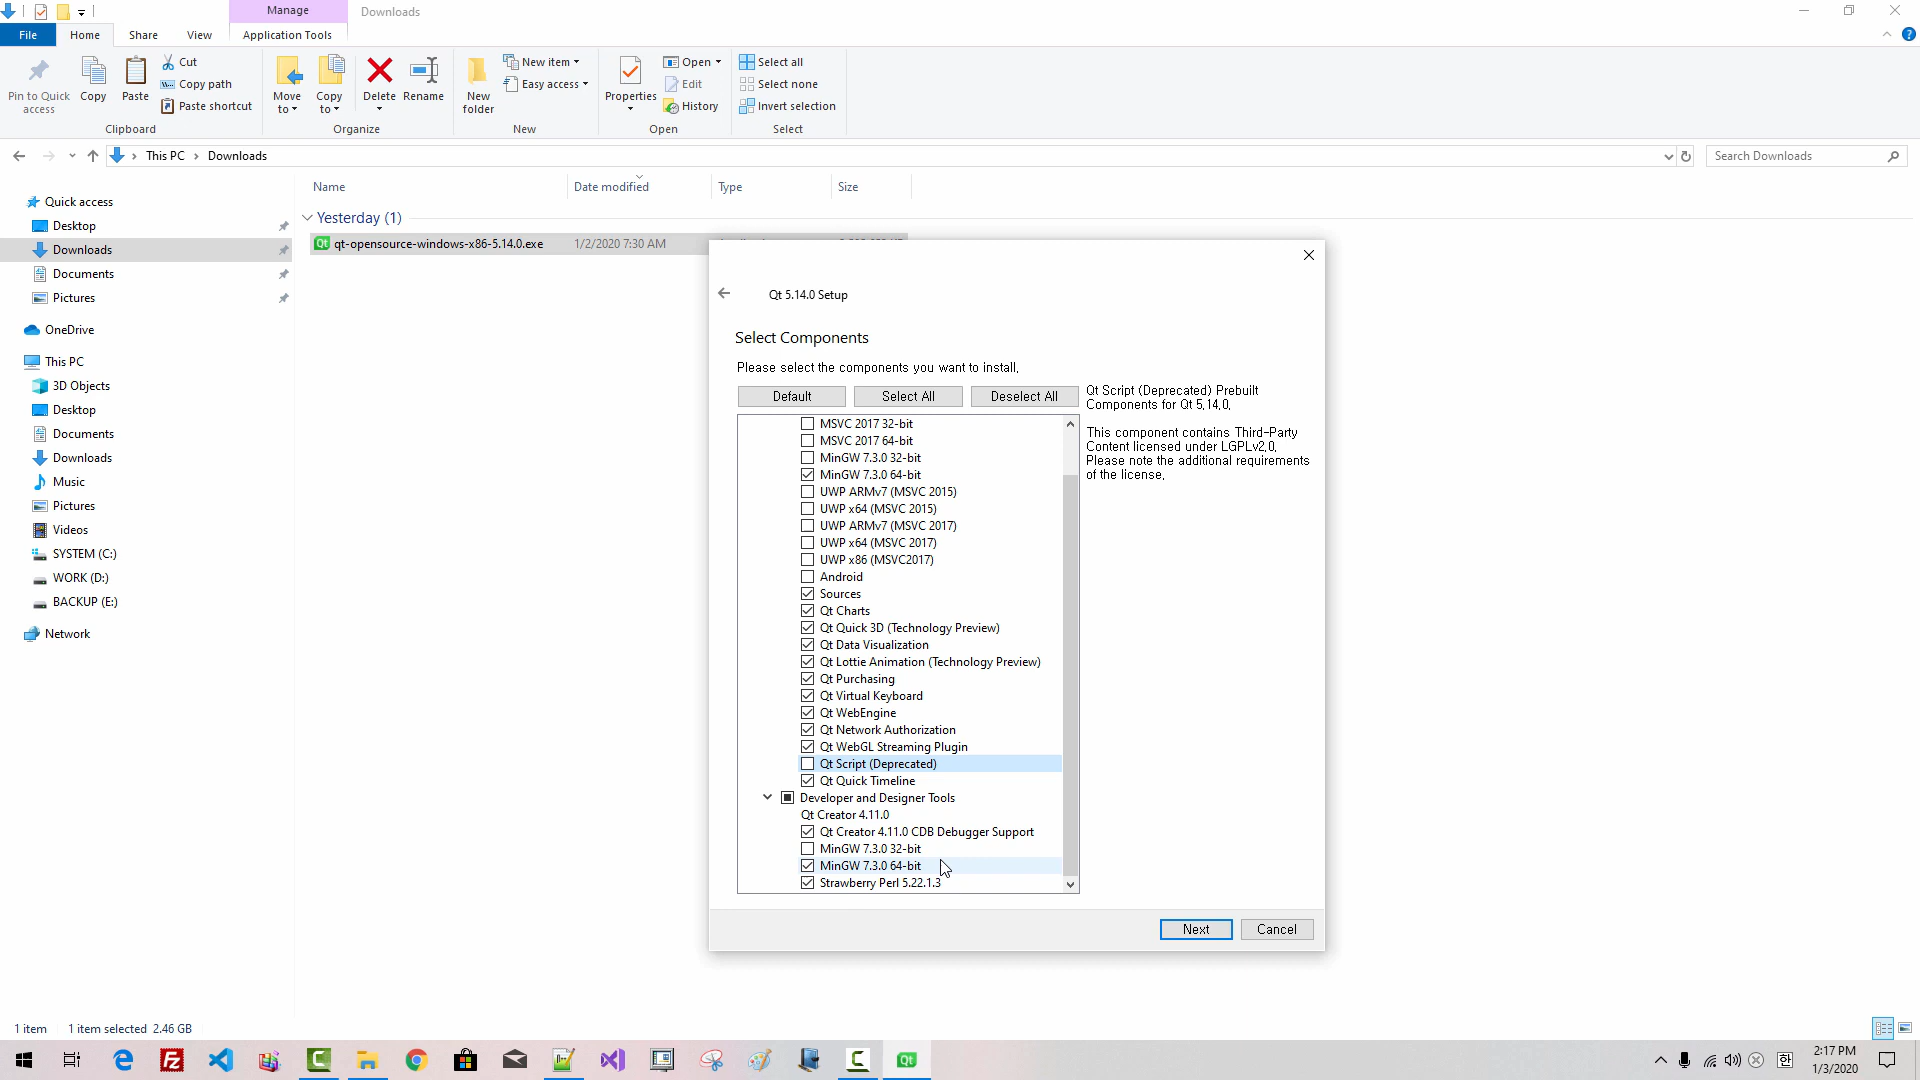 Manage
Downloads
File
Home
Share
View
Application Tools
Pin to Quick access
Copy
Paste
Cut
Copy path
Paste shortcut
Clipboard
Move to
Copy to
Delete
Rename
Organize
New folder
New item
Easy access
New
Properties
Open
Edit
History
Open
Select all
Select none
Invert selection
Select
This PC
Downloads
Search Downloads
Name
Date modified
Type
Size
Quick access
Desktop
Downloads
Documents
Pictures
OneDrive
This PC
3D Objects
Desktop
Documents
Downloads
Music
Pictures
Videos
SYSTEM (C:)
WORK (D:)
BACKUP (E:)
Network
Yesterday (1)
Qt qt-opensource-windows-x86-5.14.0.exe 1/2/2020 7:30 AM
Qt 5.14.0 Setup
Select Components
Please select the components you want to install.
Default
Select All
Deselect All
MSVC 2017 32-bit
MSVC 2017 64-bit
MinGW 7.3.0 32-bit
MinGW 7.3.0 64-bit
UWP ARMv7 (MSVC 2015)
UWP x64 (MSVC 2015)
UWP ARMv7 (MSVC 2017)
UWP x64 (MSVC 2017)
UWP x86 (MSVC2017)
Android
Sources
Qt Charts
Qt Quick 3D (Technology Preview)
Qt Data Visualization
Qt Lottie Animation (Technology Preview)
Qt Purchasing
Qt Virtual Keyboard
Qt WebEngine
Qt Network Authorization
Qt WebGL Streaming Plugin
Qt Script (Deprecated)
Qt Quick Timeline
Developer and Designer Tools
Qt Creator 4.11.0
Qt Creator 4.11.0 CDB Debugger Support
MinGW 7.3.0 32-bit
MinGW 7.3.0 64-bit
Strawberry Perl 5.22.1.3
Qt Script (Deprecated) Prebuilt
Components for Qt 5.14.0.
This component contains Third-Party
Content licensed under LGPLv2.0.
Please note the additional requirements
of the license.
Next
Cancel
1 item
1 item selected 2.46 GB
2:17 PM
1/3/2020
한